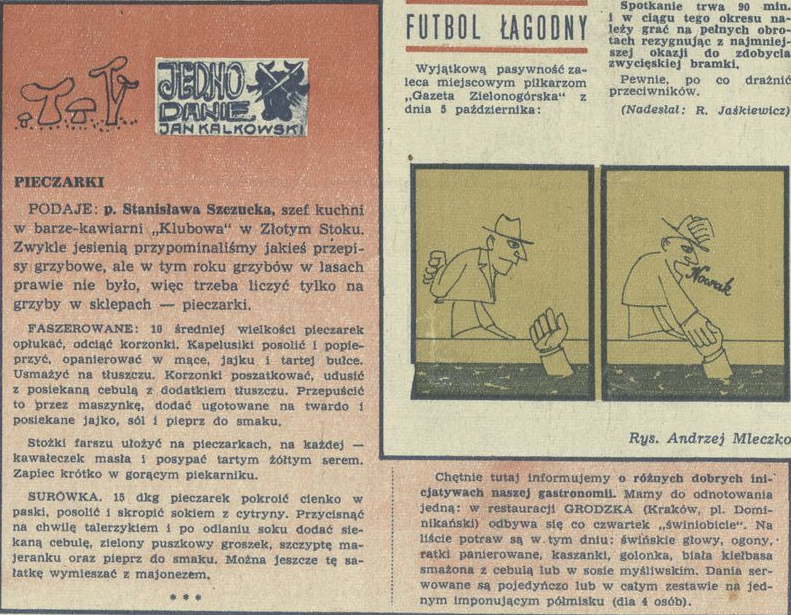 JEDNO
DANIE
JAN KALKOWSKI
PIECZARKI
PODAJE: p. Stanisława Szezucka, szef kuchni
w barze-kawiarni „Klubowa" w Złotym Stoku.
Zwykle jesienią przypominaliśmy jakieś przepi-
sy grzybowe, ale w tym roku grzybów w lasach
prawie nie było, więc trzeba liczyć tylko na
grzyby w sklepach — pieczarki.
FASZEROWANE: 10 średniej wielkości pieczarek
opłukać, odciąć korzonki. Kapelusiki posolić i popie-
przyć, opanierować w mące, jajku i tartej bułce.
Usmażyć na tłuszczu. Korzonki poszatkować, udusić
z posiekaną cebulą z dodatkiem tłuszczu. Przepuścić
to przez maszynkę, dodać ugotowane na twardo i
posiekane jajko, sól i pieprz do smaku.
Stożki farszu ułożyć na pieczarkach, na każdej —
kawałeczek masła i posypać tartym żółtym serem.
Zapiec krótko w gorącym piekarniku.
SURÓWKA. 15 dkg pieczarek pokroić cienko w
paski, posolić i skropić sokiem z cytryny. Przycisnąć
na chwilę talerzykiem i po odlaniu soku dodać sie-
kaną cebulę, zielony puszkowy groszek, szczyptę ma-
jeranku oraz pieprz do smaku. Można jeszcze tę sa-
łatkę wymieszać z majonezem.
* * *
FUTBOL ŁAGODNY
Wyjątkową pasywność za-
leca miejscowym piłkarzom
„Gazeta Zielonogórska" z
dnia 5 października:
Spotkanie trwa 90 min.
i w ciągu tego okresu na-
leży grać na pełnych obro-
tach rezygnując z najmniej-
szej okazji do zdobycia
zwycięskiej bramki.
Pewnie, po co drażnić
przeciwników.
(Nadesłał: R. Jaśkiewicz)
Nowak
Rys. Andrzej Mleczko
Chętnie tutaj informujemy o różnych dobrych ini-
cjatywach naszej gastronomii. Mamy do odnotowania
jedną: w restauracji GRODZKA (Kraków, pl. Domi-
nikański) odbywa się co czwartek „świniobicie". Na
liście potraw są w tym dniu: świńskie głowy, ogony,
ratki panierowane, kaszanki, golonka, biała kiełbasa
smażona z cebulą lub w sosie myśliwskim. Dania ser-
wowane są pojedyńczo lub w całym zestawie na jed-
nym imponującym półmisku (dla 4 osób).